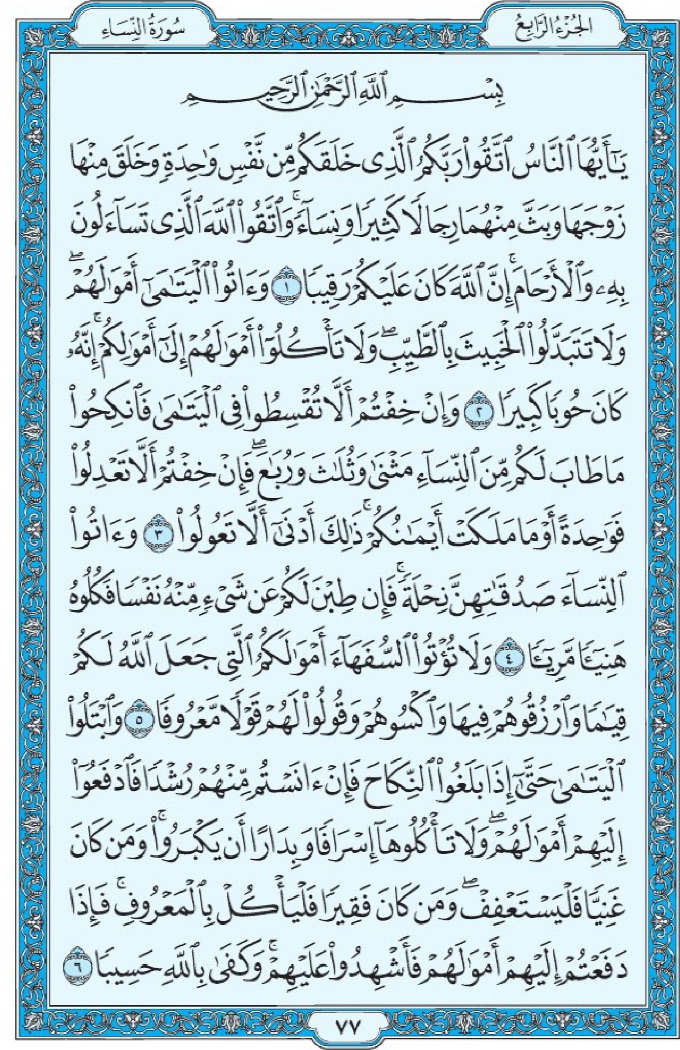 الجُزْءُ الرَّابِعُ
سُورَةُ النِّسَاءِ
بِسْمِ ٱللَّهِ ٱلرَّحْمَٰنِ ٱلرَّحِيمِ
يَٰٓأَيُّهَا ٱلنَّاسُ ٱتَّقُوا۟ رَبَّكُمُ ٱلَّذِى خَلَقَكُم مِّن نَّفْسٍ وَٰحِدَةٍ وَخَلَقَ مِنْهَا
زَوْجَهَا وَبَثَّ مِنْهُمَا رِجَالًا كَثِيرًا وَنِسَآءً ۚ وَٱتَّقُوا۟ ٱللَّهَ ٱلَّذِى تَسَآءَلُونَ
بِهِۦ وَٱلْأَرْحَامَ ۚ إِنَّ ٱللَّهَ كَانَ عَلَيْكُمْ رَقِيبًا ١ وَءَاتُوا۟ ٱلْيَتَٰمَىٰٓ أَمْوَٰلَهُمْ ۖ
وَلَا تَتَبَدَّلُوا۟ ٱلْخَبِيثَ بِٱلطَّيِّبِ ۖ وَلَا تَأْكُلُوٓا۟ أَمْوَٰلَهُمْ إِلَىٰٓ أَمْوَٰلِكُمْ ۚ إِنَّهُۥ
كَانَ حُوبًا كَبِيرًا ٢ وَإِنْ خِفْتُمْ أَلَّا تُقْسِطُوا۟ فِى ٱلْيَتَٰمَىٰ فَٱنكِحُوا۟
مَا طَابَ لَكُم مِّنَ ٱلنِّسَآءِ مَثْنَىٰ وَثُلَٰثَ وَرُبَٰعَ ۖ فَإِنْ خِفْتُمْ أَلَّا تَعْدِلُوا۟
فَوَٰحِدَةً أَوْ مَا مَلَكَتْ أَيْمَٰنُكُمْ ۚ ذَٰلِكَ أَدْنَىٰٓ أَلَّا تَعُولُوا۟ ٣ وَءَاتُوا۟
ٱلنِّسَآءَ صَدُقَٰتِهِنَّ نِحْلَةً ۚ فَإِن طِبْنَ لَكُمْ عَن شَىْءٍ مِّنْهُ نَفْسًا فَكُلُوهُ
هَنِيٓـًٔا مَّرِيٓـًٔا ٤ وَلَا تُؤْتُوا۟ ٱلسُّفَهَآءَ أَمْوَٰلَكُمُ ٱلَّتِى جَعَلَ ٱللَّهُ لَكُمْ
قِيَٰمًا وَٱرْزُقُوهُمْ فِيهَا وَٱكْسُوهُمْ وَقُولُوا۟ لَهُمْ قَوْلًا مَّعْرُوفًا ٥ وَٱبْتَلُوا۟
ٱلْيَتَٰمَىٰ حَتَّىٰٓ إِذَا بَلَغُوا۟ ٱلنِّكَاحَ فَإِنْ ءَانَسْتُم مِّنْهُمْ رُشْدًا فَٱدْفَعُوٓا۟
إِلَيْهِمْ أَمْوَٰلَهُمْ ۖ وَلَا تَأْكُلُوهَآ إِسْرَافًا وَبِدَارًا أَن يَكْبَرُوا۟ ۚ وَمَن كَانَ
غَنِيًّا فَلْيَسْتَعْفِفْ ۖ وَمَن كَانَ فَقِيرًا فَلْيَأْكُلْ بِٱلْمَعْرُوفِ ۚ فَإِذَا
دَفَعْتُمْ إِلَيْهِمْ أَمْوَٰلَهُمْ فَأَشْهِدُوا۟ عَلَيْهِمْ ۚ وَكَفَىٰ بِٱللَّهِ حَسِيبًا ٦
٧٧